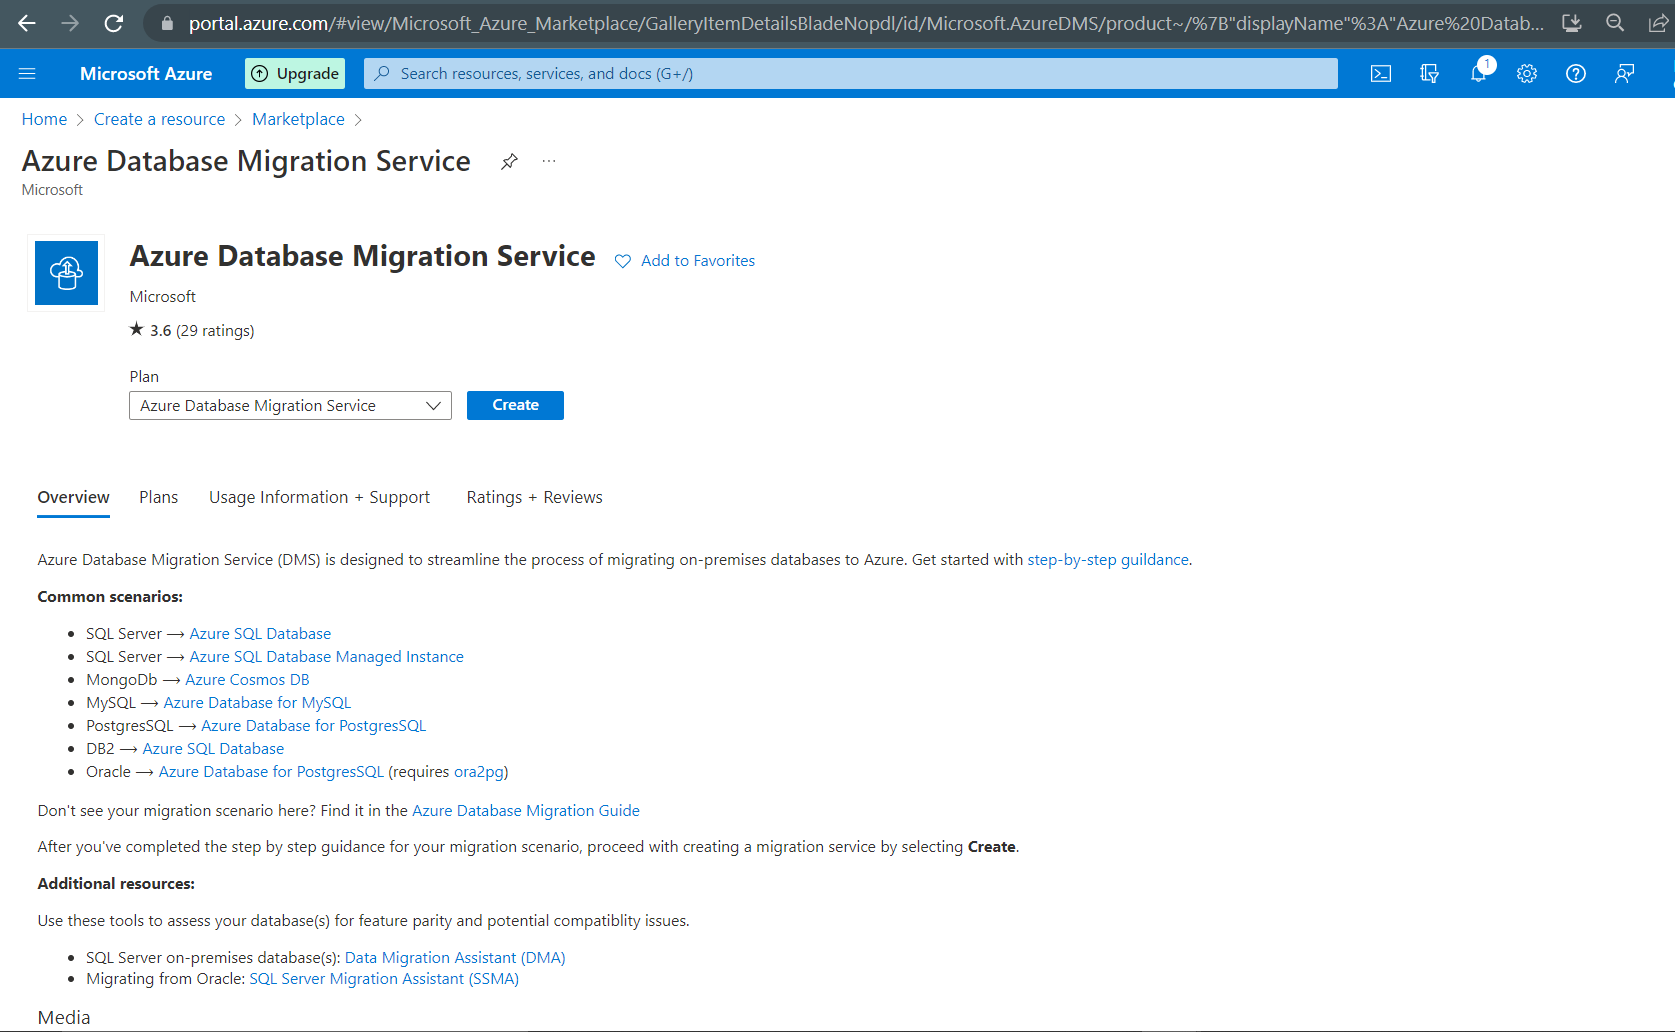 portal.azure.com/#view/Microsoft_Azure_Marketplace/GalleryItemDetailsBladeNopdl/id/Microsoft.AzureDMS/product~/%7B"displayName"%3A"Azure%20Datab...
Microsoft Azure Upgrade Search resources, services, and docs (G+/) 1
Home > Create a resource > Marketplace >
Azure Database Migration Service ...
Microsoft
Azure Database Migration Service Add to Favorites
Microsoft
★ 3.6 (29 ratings)
Plan
Azure Database Migration Service Create
Overview Plans Usage Information + Support Ratings + Reviews
Azure Database Migration Service (DMS) is designed to streamline the process of migrating on-premises databases to Azure. Get started with step-by-step guildance.
Common scenarios:
• SQL Server ⟶ Azure SQL Database
• SQL Server ⟶ Azure SQL Database Managed Instance
• MongoDb ⟶ Azure Cosmos DB
• MySQL ⟶ Azure Database for MySQL
• PostgresSQL ⟶ Azure Database for PostgresSQL
• DB2 ⟶ Azure SQL Database
• Oracle ⟶ Azure Database for PostgresSQL (requires ora2pg)
Don't see your migration scenario here? Find it in the Azure Database Migration Guide
After you've completed the step by step guidance for your migration scenario, proceed with creating a migration service by selecting Create.
Additional resources:
Use these tools to assess your database(s) for feature parity and potential compatiblity issues.
• SQL Server on-premises database(s): Data Migration Assistant (DMA)
• Migrating from Oracle: SQL Server Migration Assistant (SSMA)
Media